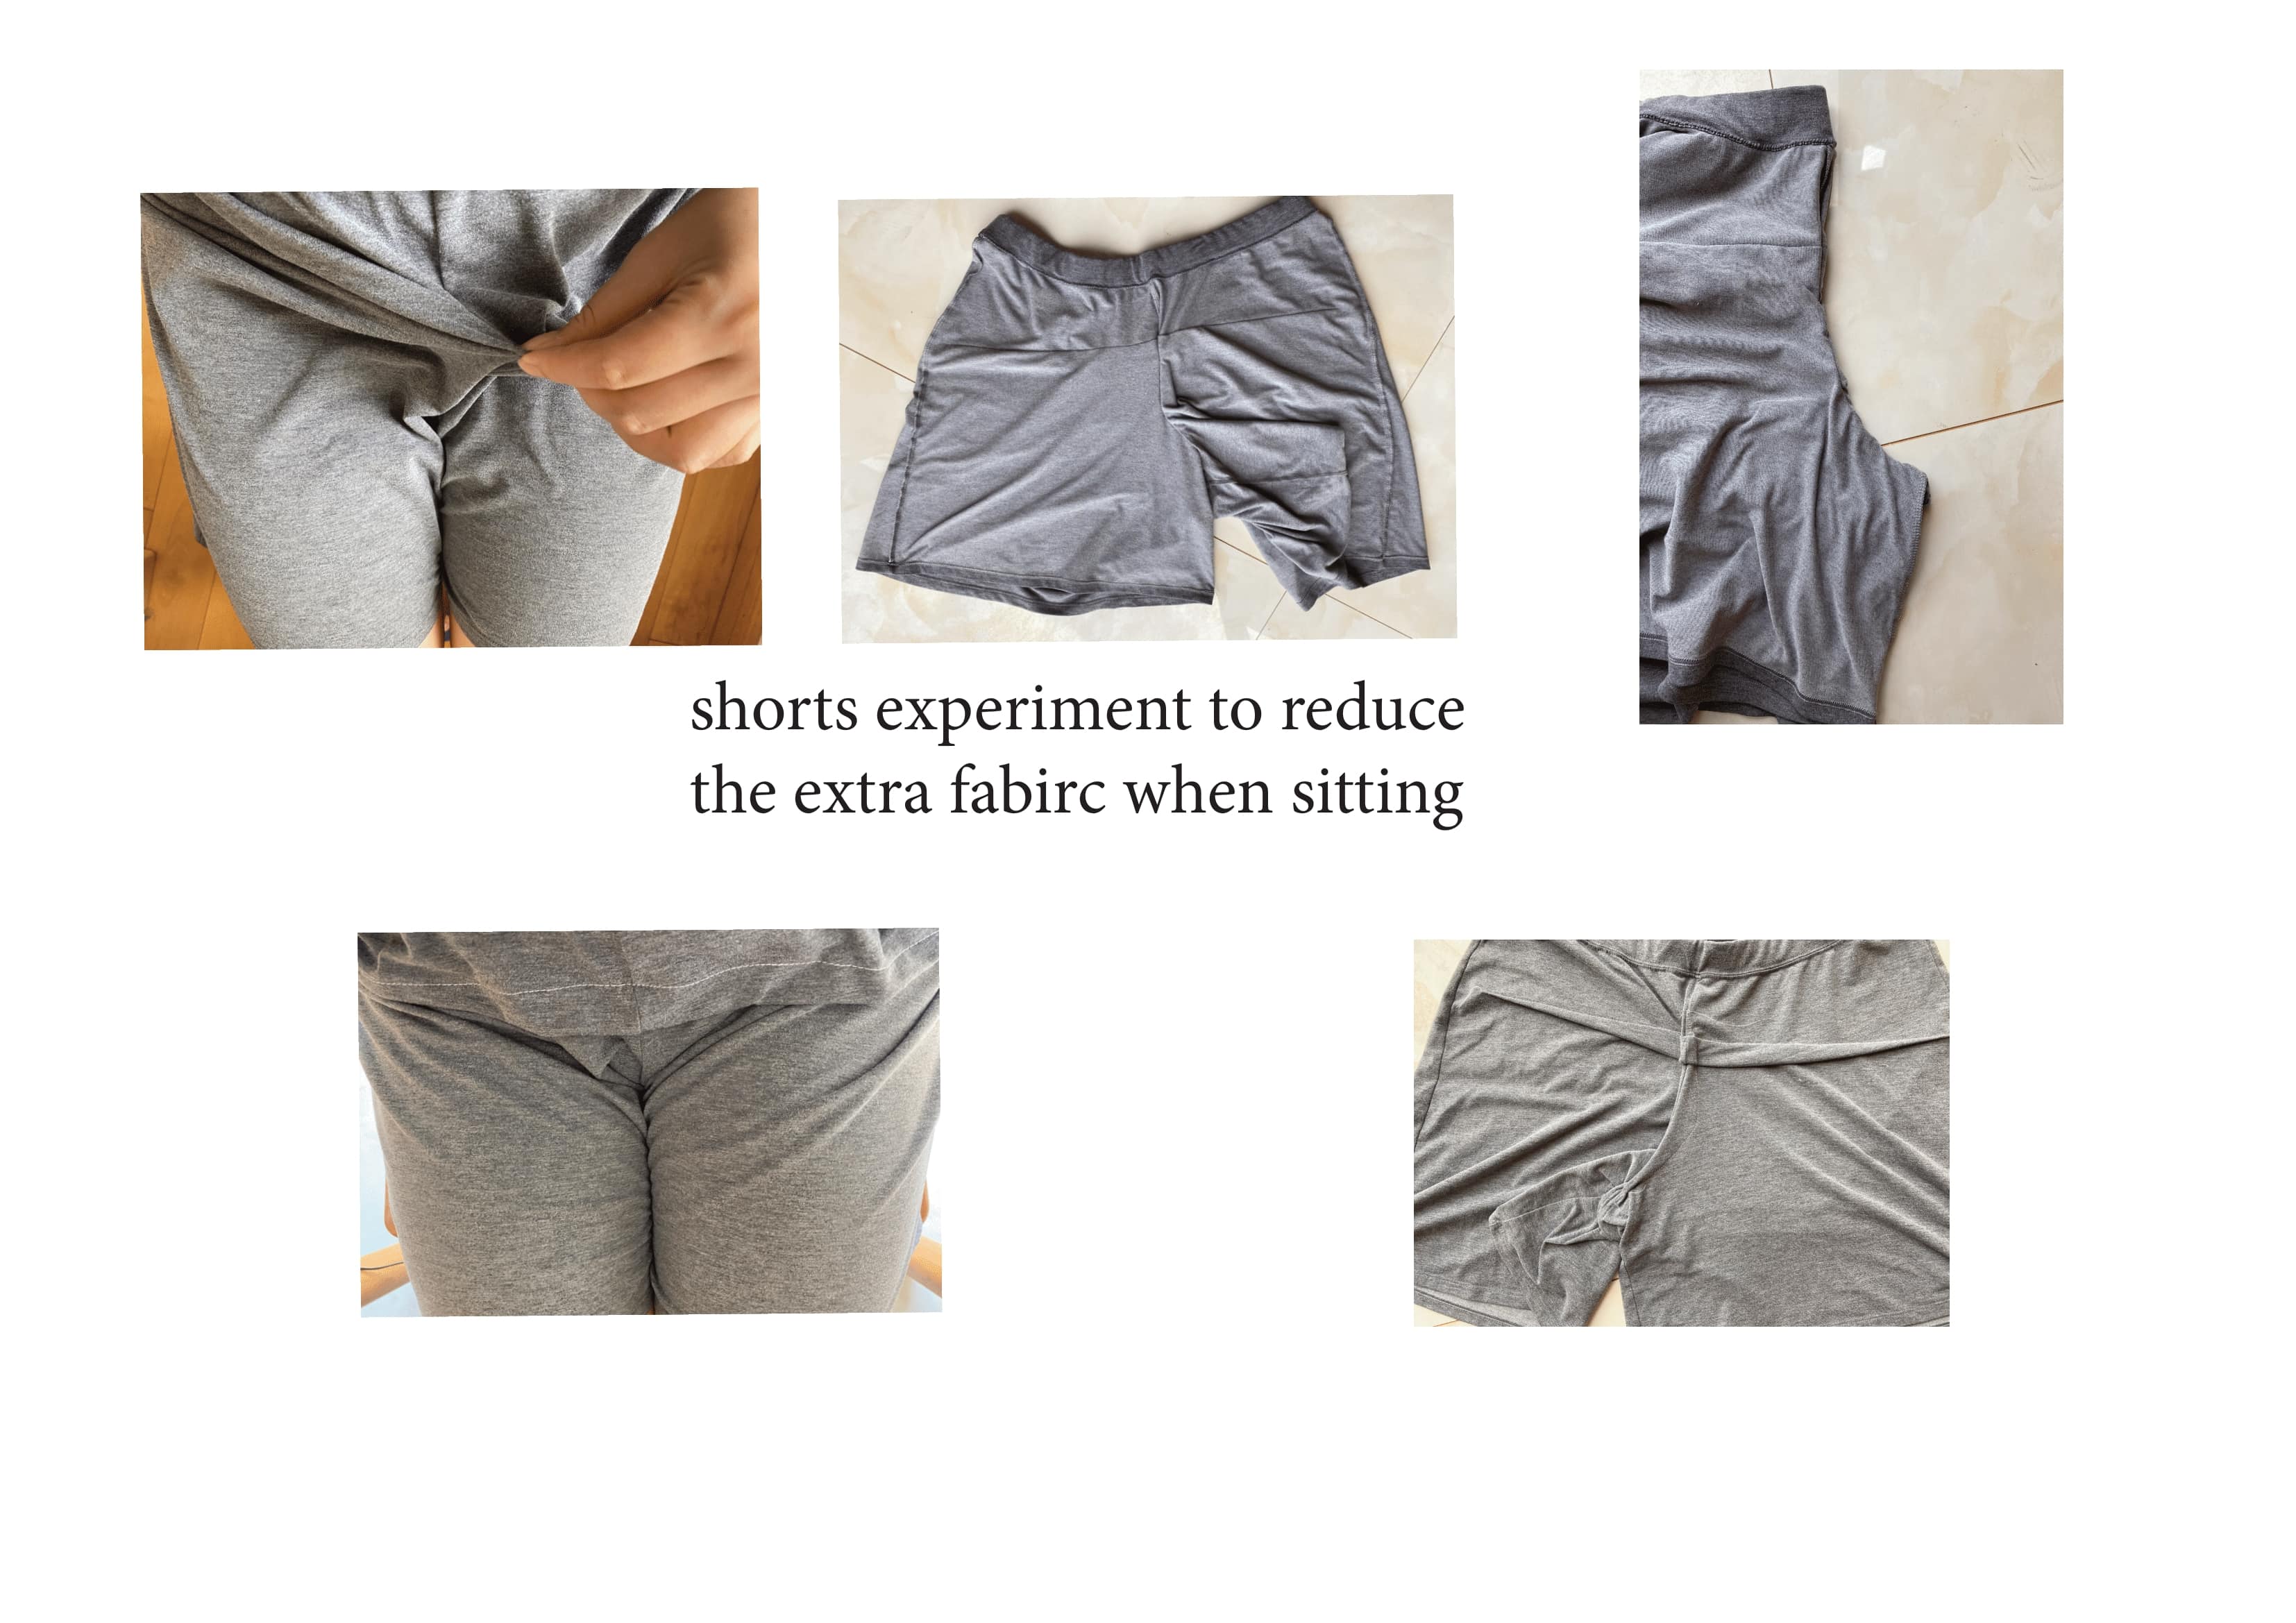 shorts experiment to reduce
the extra fabirc when sitting